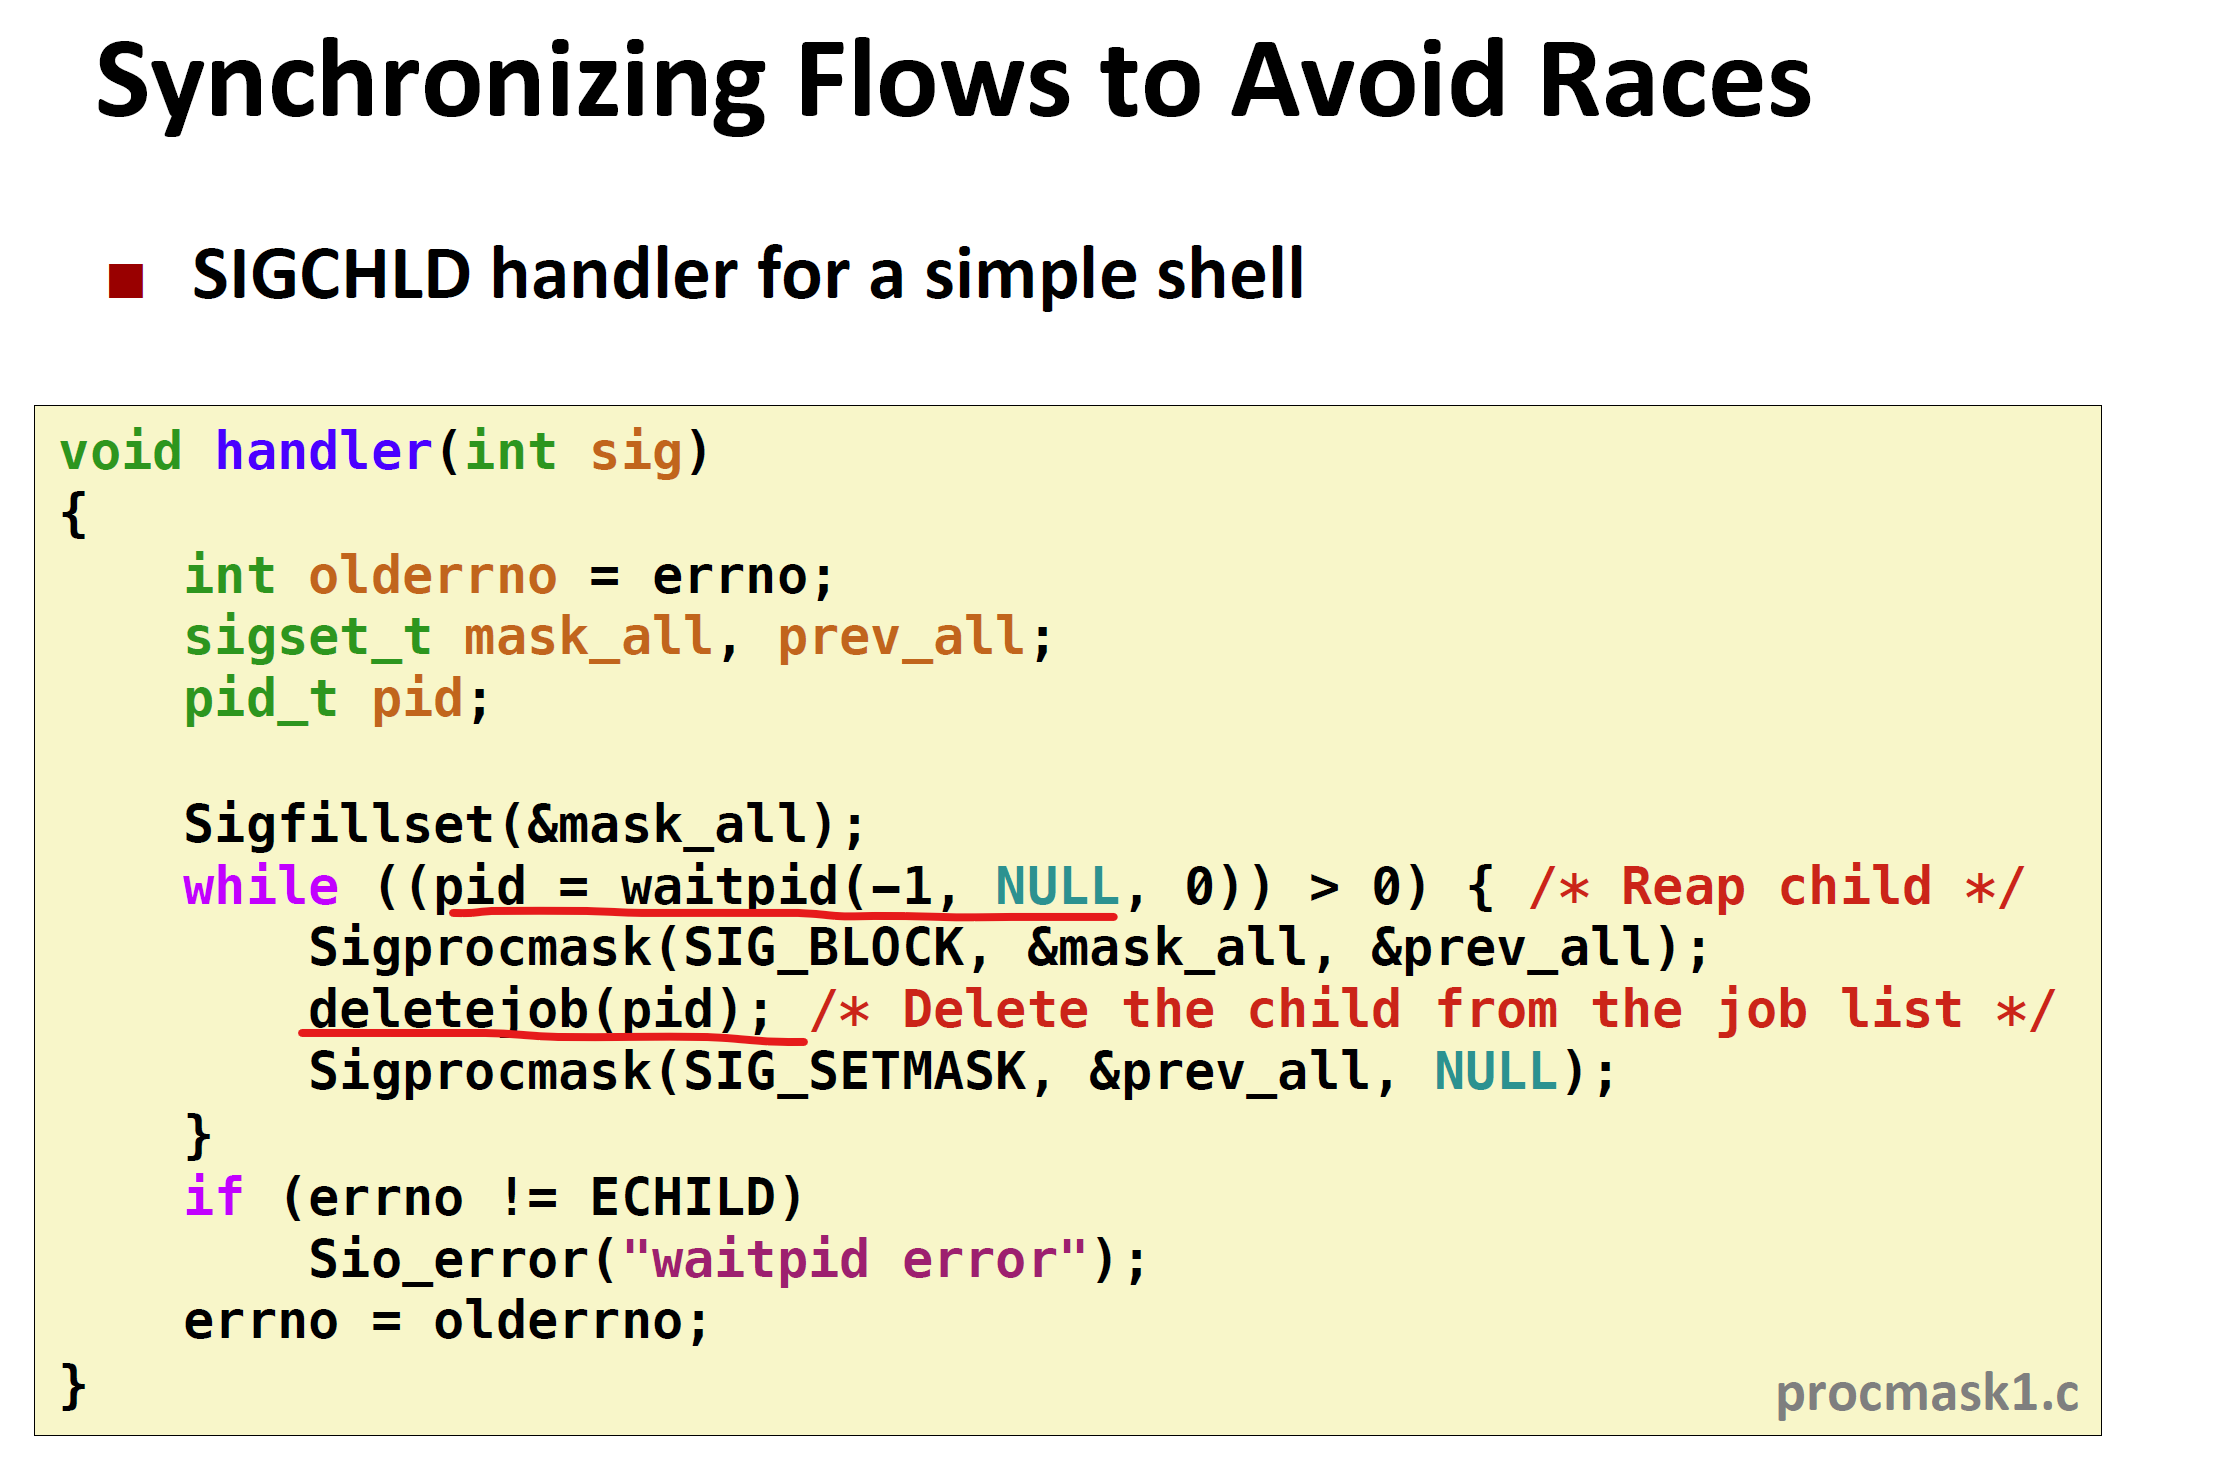 Synchronizing Flows to Avoid Races
SIGCHLD handler for a simple shell
void handler(int sig)
{
    int olderrno = errno;
    sigset_t mask_all, prev_all;
    pid_t pid;

    Sigfillset(&mask_all);
    while ((pid = waitpid(-1, NULL, 0)) > 0) { /* Reap child */
        Sigprocmask(SIG_BLOCK, &mask_all, &prev_all);
        deletejob(pid); /* Delete the child from the job list */
        Sigprocmask(SIG_SETMASK, &prev_all, NULL);
    }
    if (errno != ECHILD)
        Sio_error("waitpid error");
    errno = olderrno;
}
procmask1.c